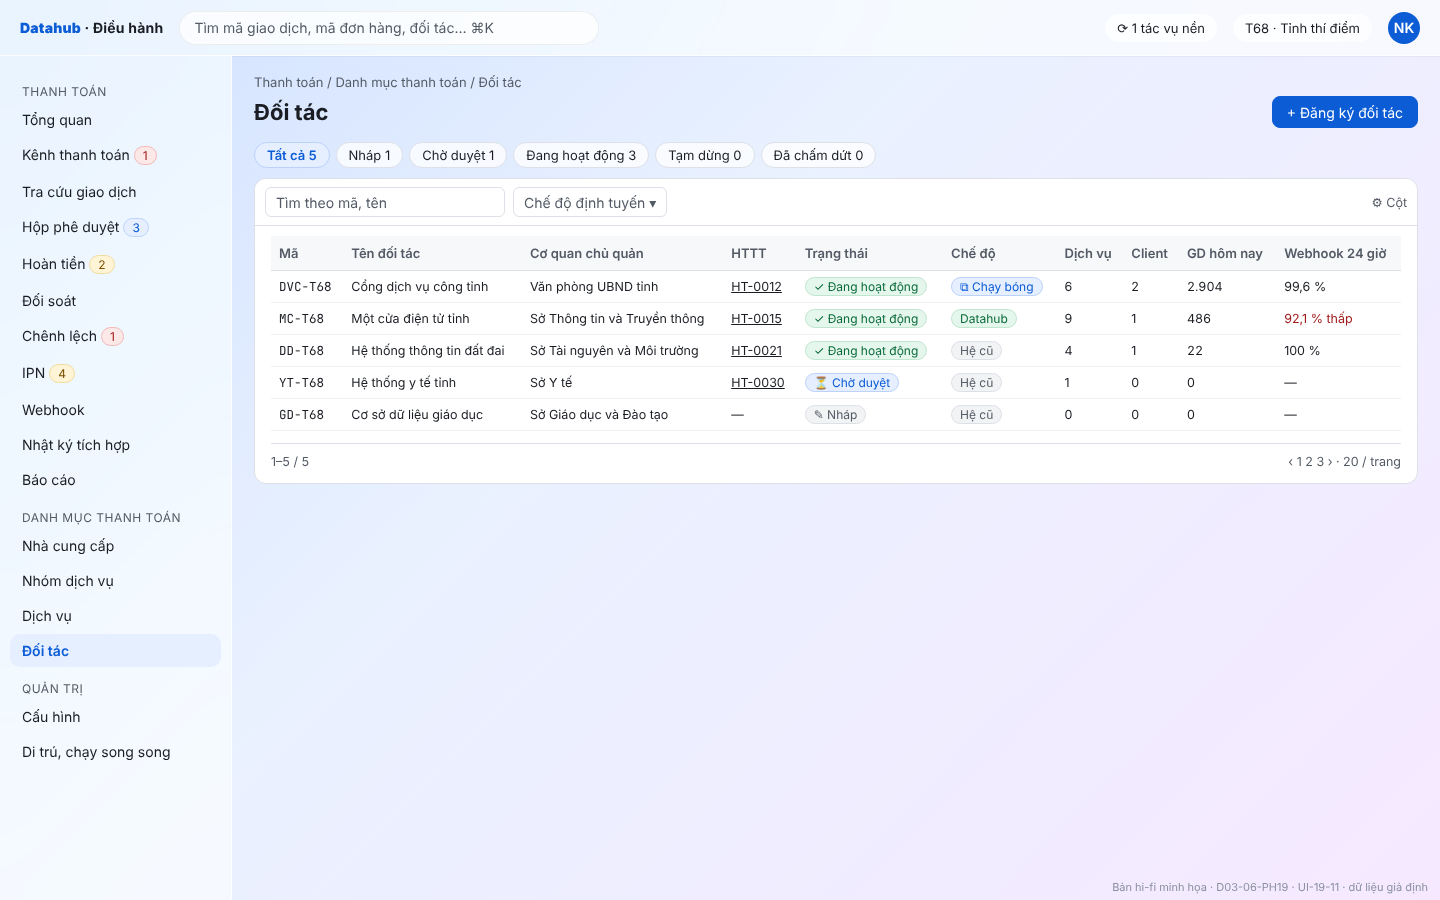 Datahub · Điều hành
Tìm mã giao dịch, mã đơn hàng, đối tác... ⌘K
⟳ 1 tác vụ nền
T68 · Tỉnh thí điểm
NK
THANH TOÁN
Tổng quan
Kênh thanh toán 1
Tra cứu giao dịch
Hộp phê duyệt 3
Hoàn tiền 2
Đối soát
Chênh lệch 1
IPN 4
Webhook
Nhật ký tích hợp
Báo cáo
DANH MỤC THANH TOÁN
Nhà cung cấp
Nhóm dịch vụ
Dịch vụ
Đối tác
QUẢN TRỊ
Cấu hình
Di trú, chạy song song
Thanh toán / Danh mục thanh toán / Đối tác
Đối tác
+ Đăng ký đối tác
Tất cả 5 Nháp 1 Chờ duyệt 1 Đang hoạt động 3 Tạm dừng 0 Đã chấm dứt 0
Tìm theo mã, tên Chế độ định tuyến ▾ ⚙ Cột
Mã Tên đối tác Cơ quan chủ quản HTTT Trạng thái Chế độ Dịch vụ Client GD hôm nay Webhook 24 giờ
DVC-T68 Cổng dịch vụ công tỉnh Văn phòng UBND tỉnh HT-0012 ✓ Đang hoạt động ⧉ Chạy bóng 6 2 2.904 99,6 %
MC-T68 Một cửa điện tử tỉnh Sở Thông tin và Truyền thông HT-0015 ✓ Đang hoạt động Datahub 9 1 486 92,1 % thấp
DD-T68 Hệ thống thông tin đất đai Sở Tài nguyên và Môi trường HT-0021 ✓ Đang hoạt động Hệ cũ 4 1 22 100 %
YT-T68 Hệ thống y tế tỉnh Sở Y tế HT-0030 ⏳ Chờ duyệt Hệ cũ 1 0 0 —
GD-T68 Cơ sở dữ liệu giáo dục Sở Giáo dục và Đào tạo — ✎ Nháp Hệ cũ 0 0 0 —
1–5 / 5 ‹ 1 2 3 › · 20 / trang
Bản hi-fi minh họa · D03-06-PH19 · UI-19-11 · dữ liệu giả định